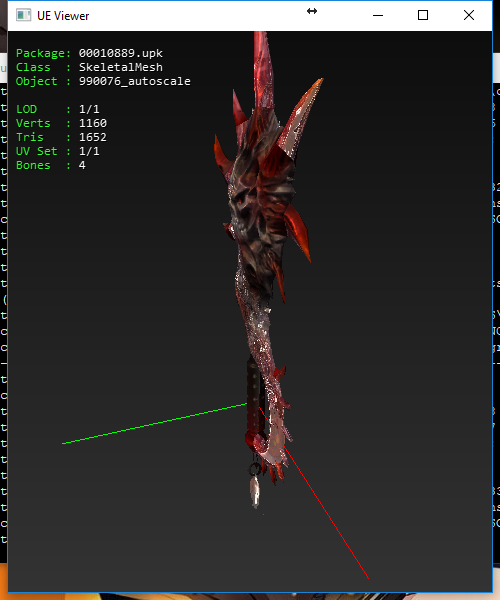 UE Viewer
Package: 00010889.upk
Class : SkeletalMesh
Object : 990076_autoscale
LOD : 1/1
Verts : 1160
Tris : 1652
UV Set : 1/1
Bones : 4